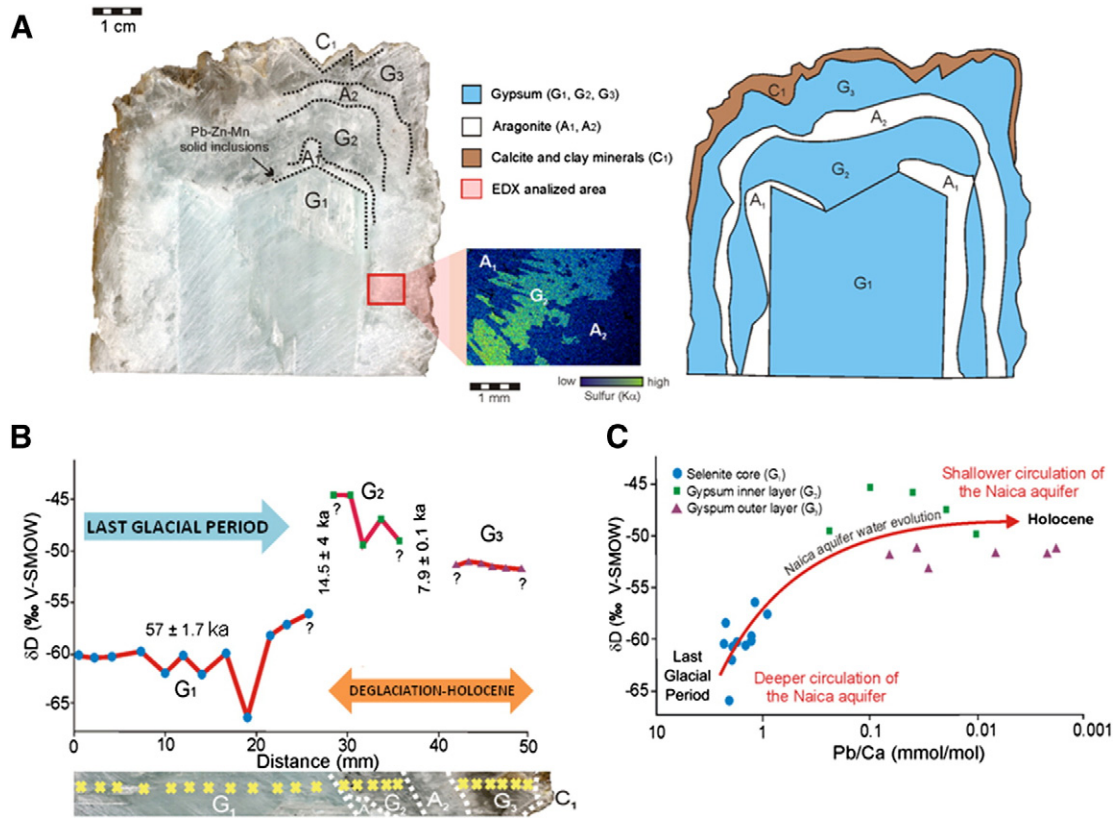 A
1 cm
C₁
G₃
A₂
Pb-Zn-Mn
solid inclusions
G₂
A₁
G₁
Gypsum (G₁, G₂, G₃)
Aragonite (A₁, A₂)
Calcite and clay minerals (C₁)
EDX analized area
A₁
G₂
A₂
1 mm
low
high
Sulfur (Kα)
C₁
G₃
A₂
G₂
A₁
A₁
G₁
B
δD (‰ V-SMOW)
-45
-50
-55
-60
-65
LAST GLACIAL PERIOD
57 ± 1.7 ka
G₁
?
14.5 ± 4 ka
?
G₂
?
7.9 ± 0.1 ka
G₃
?
?
DEGLACIATION-HOLOCENE
0
10
20
30
40
50
Distance (mm)
G₁
A₁
G₂
A₂
G₃
C₁
C
δD (‰ V-SMOW)
-45
-50
-55
-60
-65
Selenite core (G₁)
Gypsum inner layer (G₂)
Gyspum outer layer (G₃)
Shallower circulation of
the Naica aquifer
Holocene
Naica aquifer water evolution
Last
Glacial
Period
Deeper circulation of
the Naica aquifer
10
1
0.1
0.01
0.001
Pb/Ca (mmol/mol)